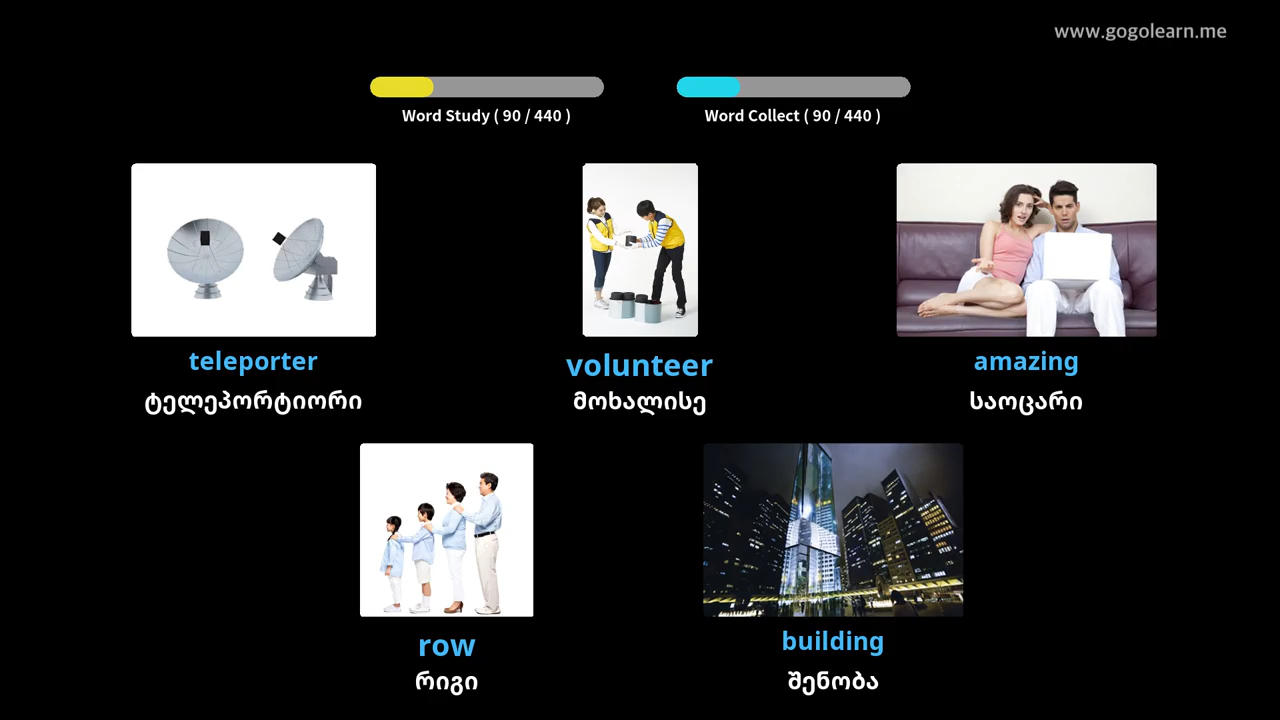 www.gogolearn.me
Word Study ( 90 / 440 )
Word Collect ( 90 / 440 )
teleporter
ტელეპორტიორი
volunteer
მოხალისე
amazing
საოცარი
row
რიგი
building
შენობა